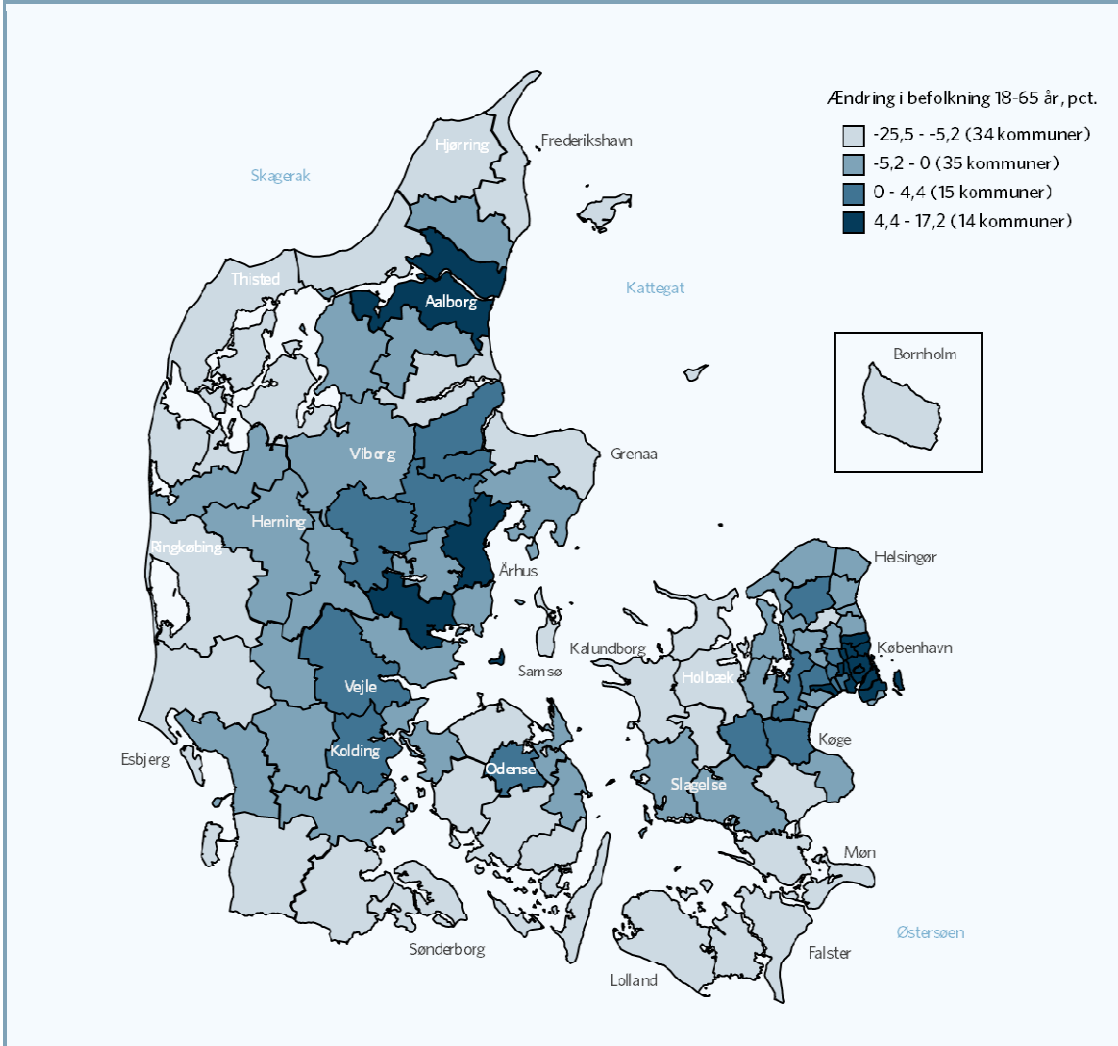 Ændring i befolkning 18-65 år, pct.
-25,5 - -5,2 (34 kommuner)
-5,2 - 0 (35 kommuner)
0 - 4,4 (15 kommuner)
4,4 - 17,2 (14 kommuner)
Hjørring
Frederikshavn
Skagerak
Thisted
Kattegat
Aalborg
Bornholm
Viborg
Grenaa
Herning
Ringkøbing
Helsingør
Århus
København
Kalundborg
Samsø
Holbæk
Vejle
Køge
Kolding
Esbjerg
Odense
Slagelse
Møn
Østersøen
Sønderborg
Falster
Lolland